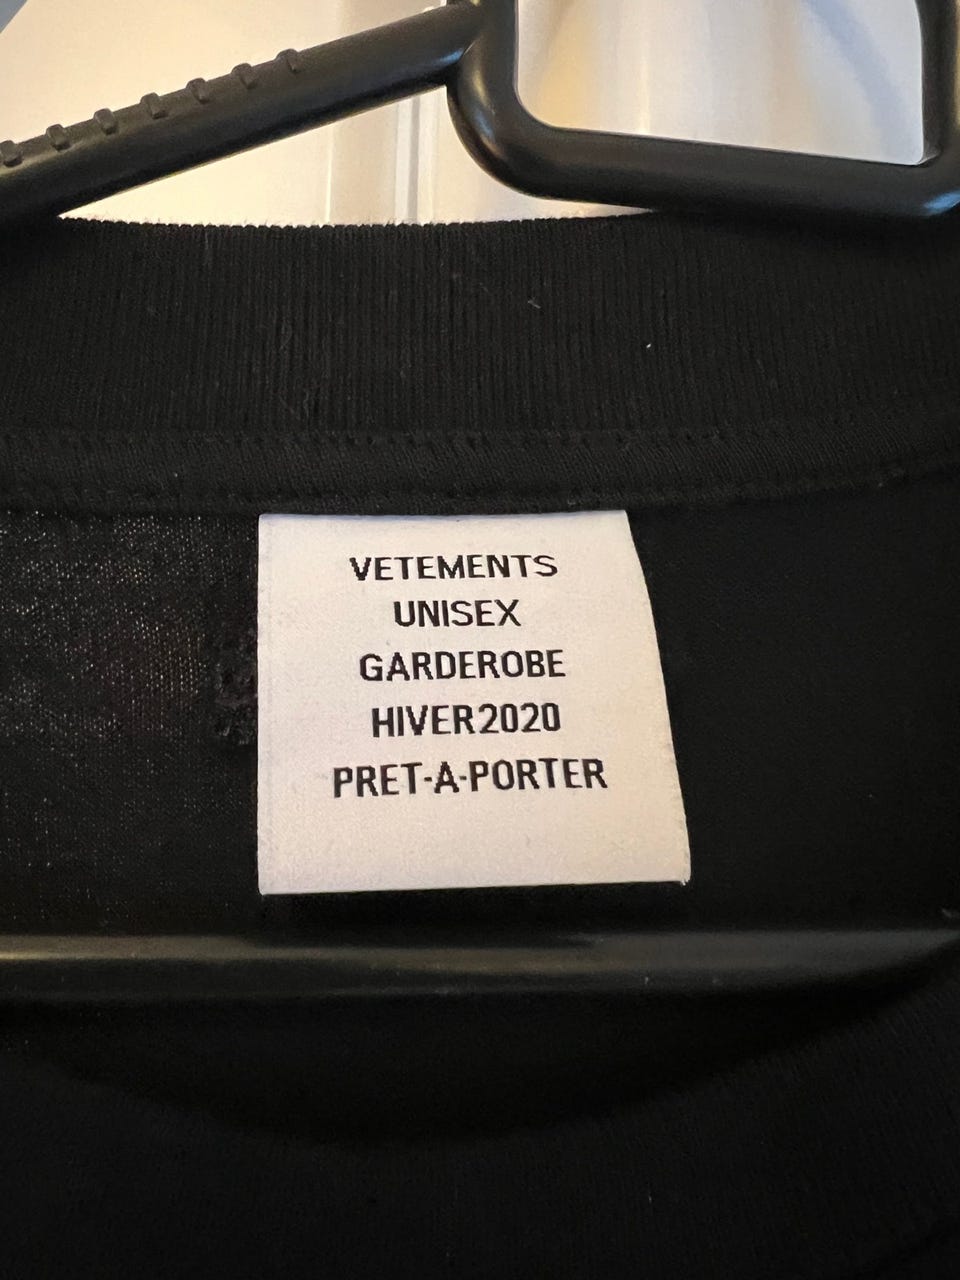 VETEMENTS
UNISEX
GARDEROBE
HIVER2020
PRET-A-PORTER